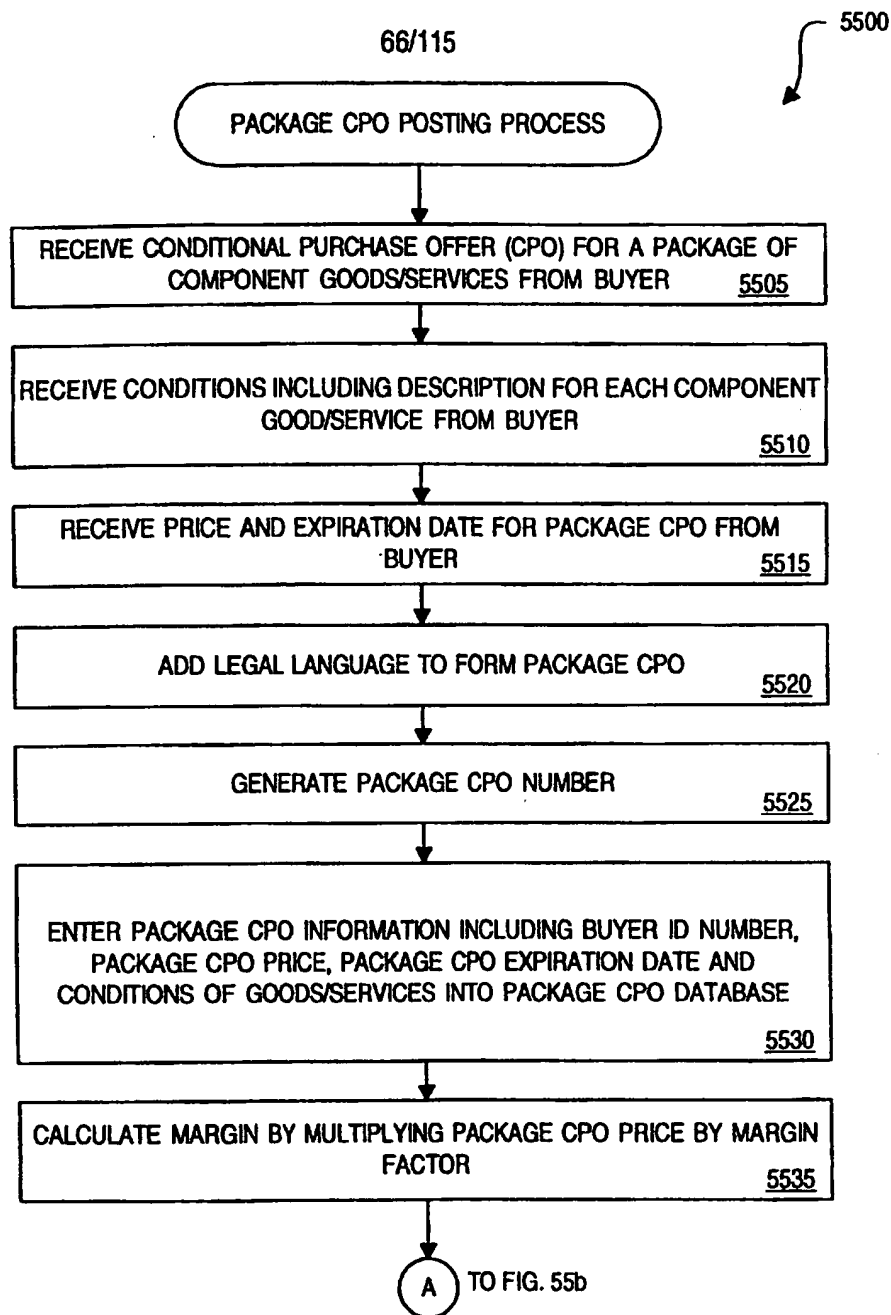 66/115
5500
PACKAGE CPO POSTING PROCESS
RECEIVE CONDITIONAL PURCHASE OFFER (CPO) FOR A PACKAGE OF
COMPONENT GOODS/SERVICES FROM BUYER
5505
RECEIVE CONDITIONS INCLUDING DESCRIPTION FOR EACH COMPONENT
GOOD/SERVICE FROM BUYER
5510
RECEIVE PRICE AND EXPIRATION DATE FOR PACKAGE CPO FROM
BUYER
5515
ADD LEGAL LANGUAGE TO FORM PACKAGE CPO
5520
GENERATE PACKAGE CPO NUMBER
5525
ENTER PACKAGE CPO INFORMATION INCLUDING BUYER ID NUMBER,
PACKAGE CPO PRICE, PACKAGE CPO EXPIRATION DATE AND
CONDITIONS OF GOODS/SERVICES INTO PACKAGE CPO DATABASE
5530
CALCULATE MARGIN BY MULTIPLYING PACKAGE CPO PRICE BY MARGIN
FACTOR
5535
A TO FIG. 55b